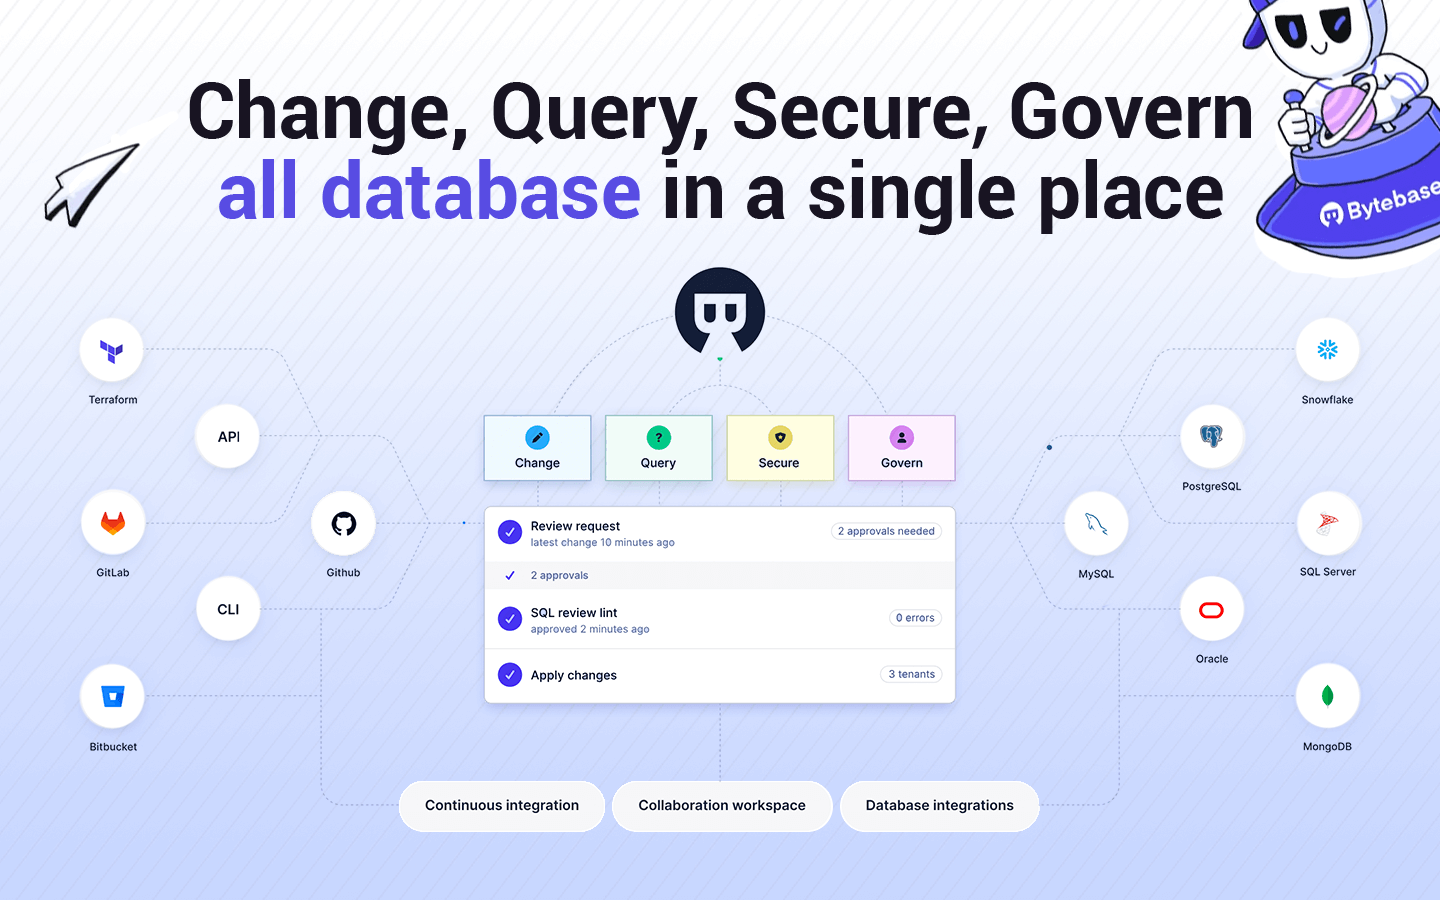 Change, Query, Secure, Govern
all database in a single place
Bytebase
Terraform
API
GitLab
Github
CLI
Bitbucket
Change
Query
Secure
Govern
Review request
latest change 10 minutes ago
2 approvals needed
2 approvals
SQL review lint
approved 2 minutes ago
0 errors
Apply changes
3 tenants
Snowflake
PostgreSQL
MySQL
SQL Server
Oracle
MongoDB
Continuous integration
Collaboration workspace
Database integrations